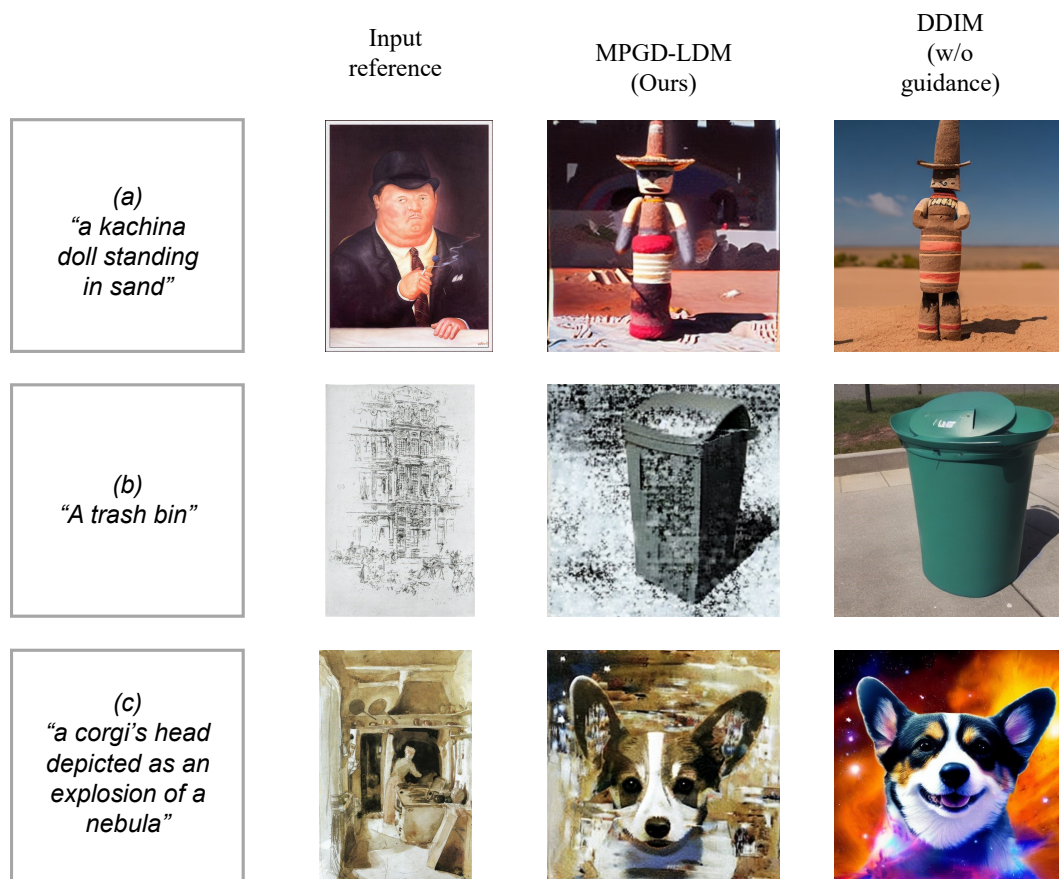 Input
reference
MPGD-LDM
(Ours)
DDIM
(w/o
guidance)
(a)
“a kachina
doll standing
in sand”
(b)
“A trash bin”
(c)
“a corgi’s head
depicted as an
explosion of a
nebula”